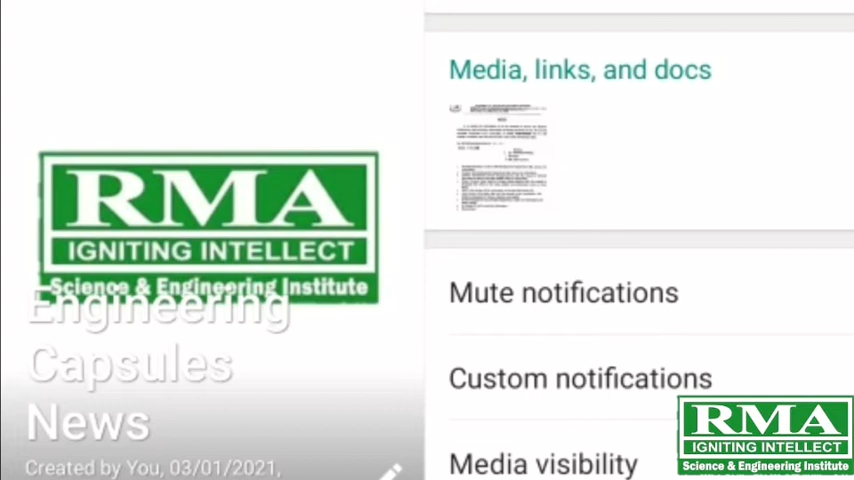 RMA
IGNITING INTELLECT
Science & Engineering Institute
Engineering
Capsules
News
Created by You, 03/01/2021,
Media, links, and docs
Mute notifications
Custom notifications
Media visibility
RMA
IGNITING INTELLECT
Science & Engineering Institute